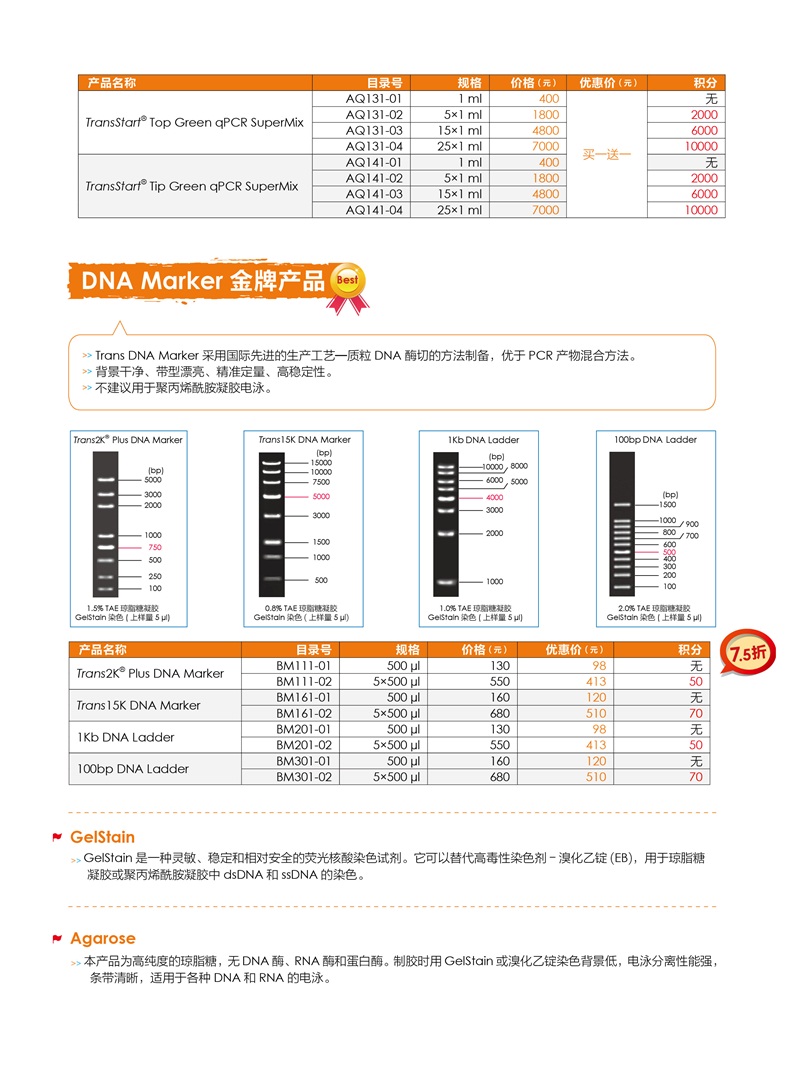 产品名称 目录号 规格 价格（元） 优惠价（元） 积分
TransStart® Top Green qPCR SuperMix
AQ131-01 1 ml 400 无
AQ131-02 5×1 ml 1800 2000
AQ131-03 15×1 ml 4800 6000
AQ131-04 25×1 ml 7000 10000
买一送一
TransStart® Tip Green qPCR SuperMix
AQ141-01 1 ml 400 无
AQ141-02 5×1 ml 1800 2000
AQ141-03 15×1 ml 4800 6000
AQ141-04 25×1 ml 7000 10000
DNA Marker 金牌产品 Best
>> Trans DNA Marker 采用国际先进的生产工艺—质粒 DNA 酶切的方法制备，优于 PCR 产物混合方法。
>> 背景干净、带型漂亮、精准定量、高稳定性。
>> 不建议用于聚丙烯酰胺凝胶电泳。
Trans2K® Plus DNA Marker
(bp)
5000
3000
2000
1000
750
500
250
100
1.5% TAE 琼脂糖凝胶
GelStain 染色 ( 上样量 5 μl)
Trans15K DNA Marker
(bp)
15000
10000
7500
5000
3000
1500
1000
500
0.8% TAE 琼脂糖凝胶
GelStain 染色 ( 上样量 5 μl)
1Kb DNA Ladder
(bp)
10000 8000
6000 5000
4000
3000
2000
1000
1.0% TAE 琼脂糖凝胶
GelStain 染色 ( 上样量 5 μl)
100bp DNA Ladder
(bp)
1500
1000 900
800 700
600
500
400
300
200
100
2.0% TAE 琼脂糖凝胶
GelStain 染色 ( 上样量 5 μl)
7.5折
产品名称 目录号 规格 价格（元） 优惠价（元） 积分
Trans2K® Plus DNA Marker
BM111-01 500 μl 130 98 无
BM111-02 5×500 μl 550 413 50
Trans15K DNA Marker
BM161-01 500 μl 160 120 无
BM161-02 5×500 μl 680 510 70
1Kb DNA Ladder
BM201-01 500 μl 130 98 无
BM201-02 5×500 μl 550 413 50
100bp DNA Ladder
BM301-01 500 μl 160 120 无
BM301-02 5×500 μl 680 510 70
GelStain
>> GelStain 是一种灵敏、稳定和相对安全的荧光核酸染色试剂。它可以替代高毒性染色剂 – 溴化乙锭 (EB)，用于琼脂糖
凝胶或聚丙烯酰胺凝胶中 dsDNA 和 ssDNA 的染色。
Agarose
>> 本产品为高纯度的琼脂糖，无 DNA 酶、RNA 酶和蛋白酶。制胶时用 GelStain 或溴化乙锭染色背景低，电泳分离性能强，
条带清晰，适用于各种 DNA 和 RNA 的电泳。